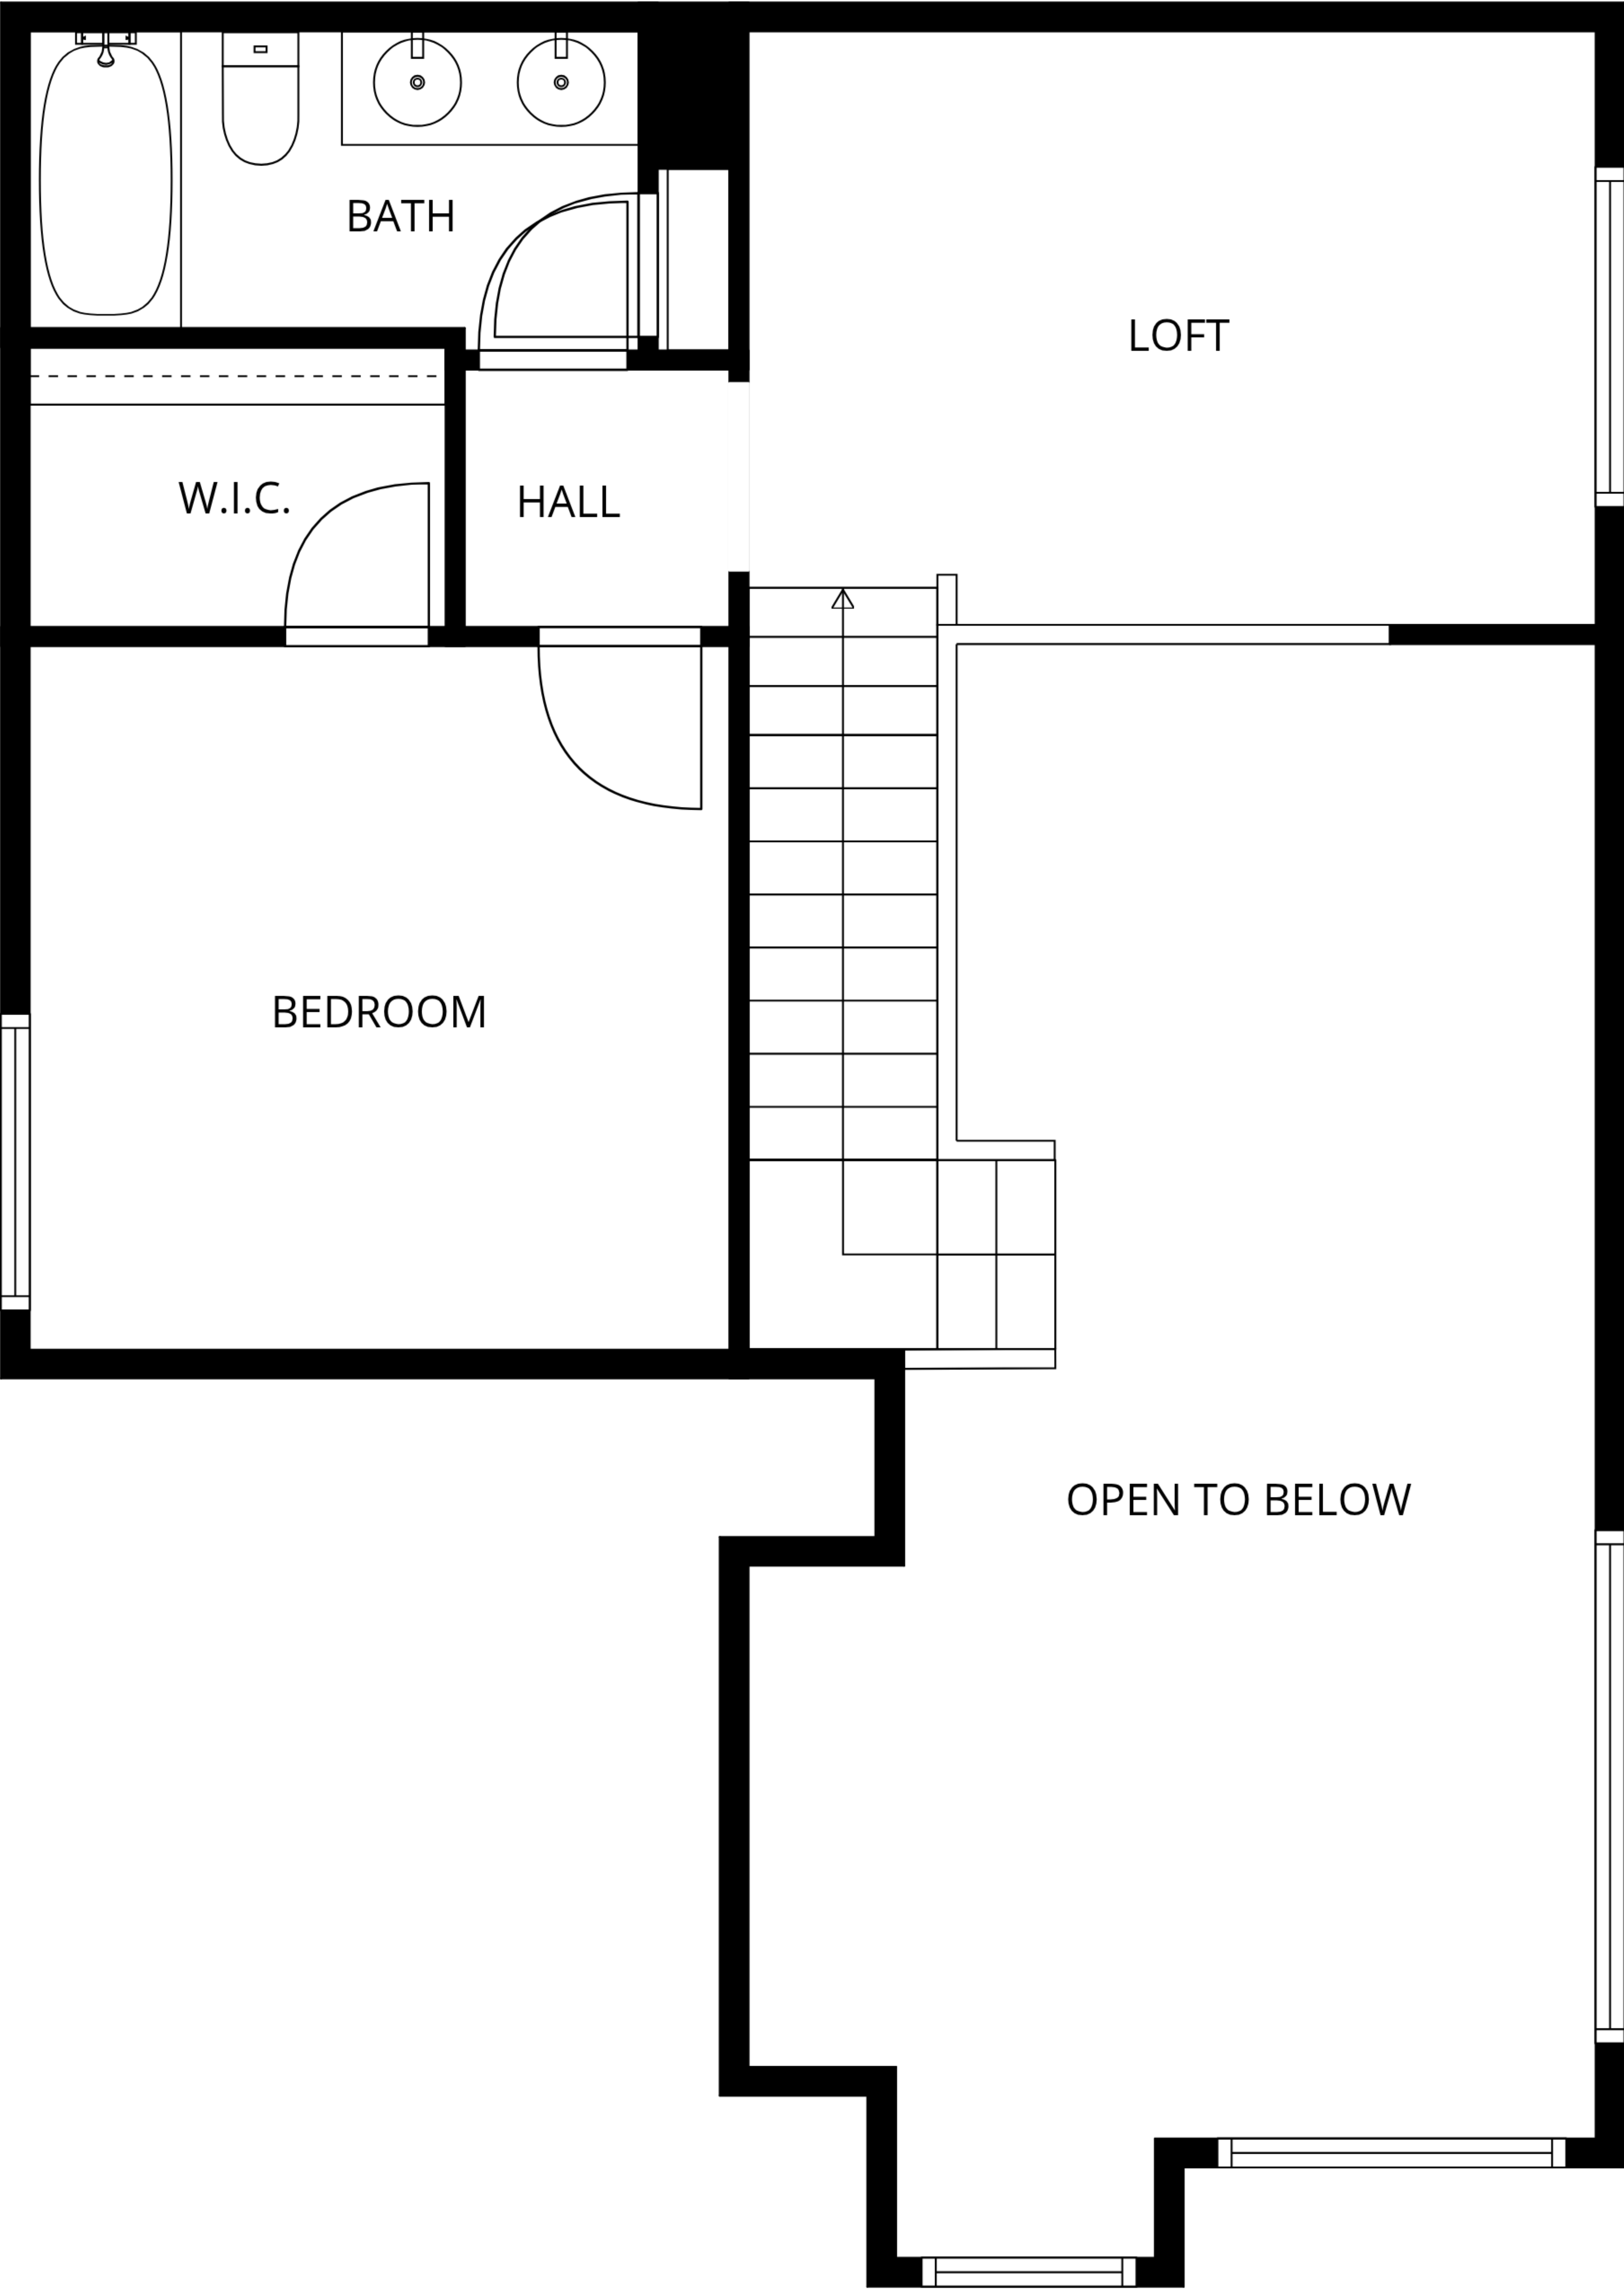 BATH
LOFT
W.I.C.
HALL
BEDROOM
OPEN TO BELOW